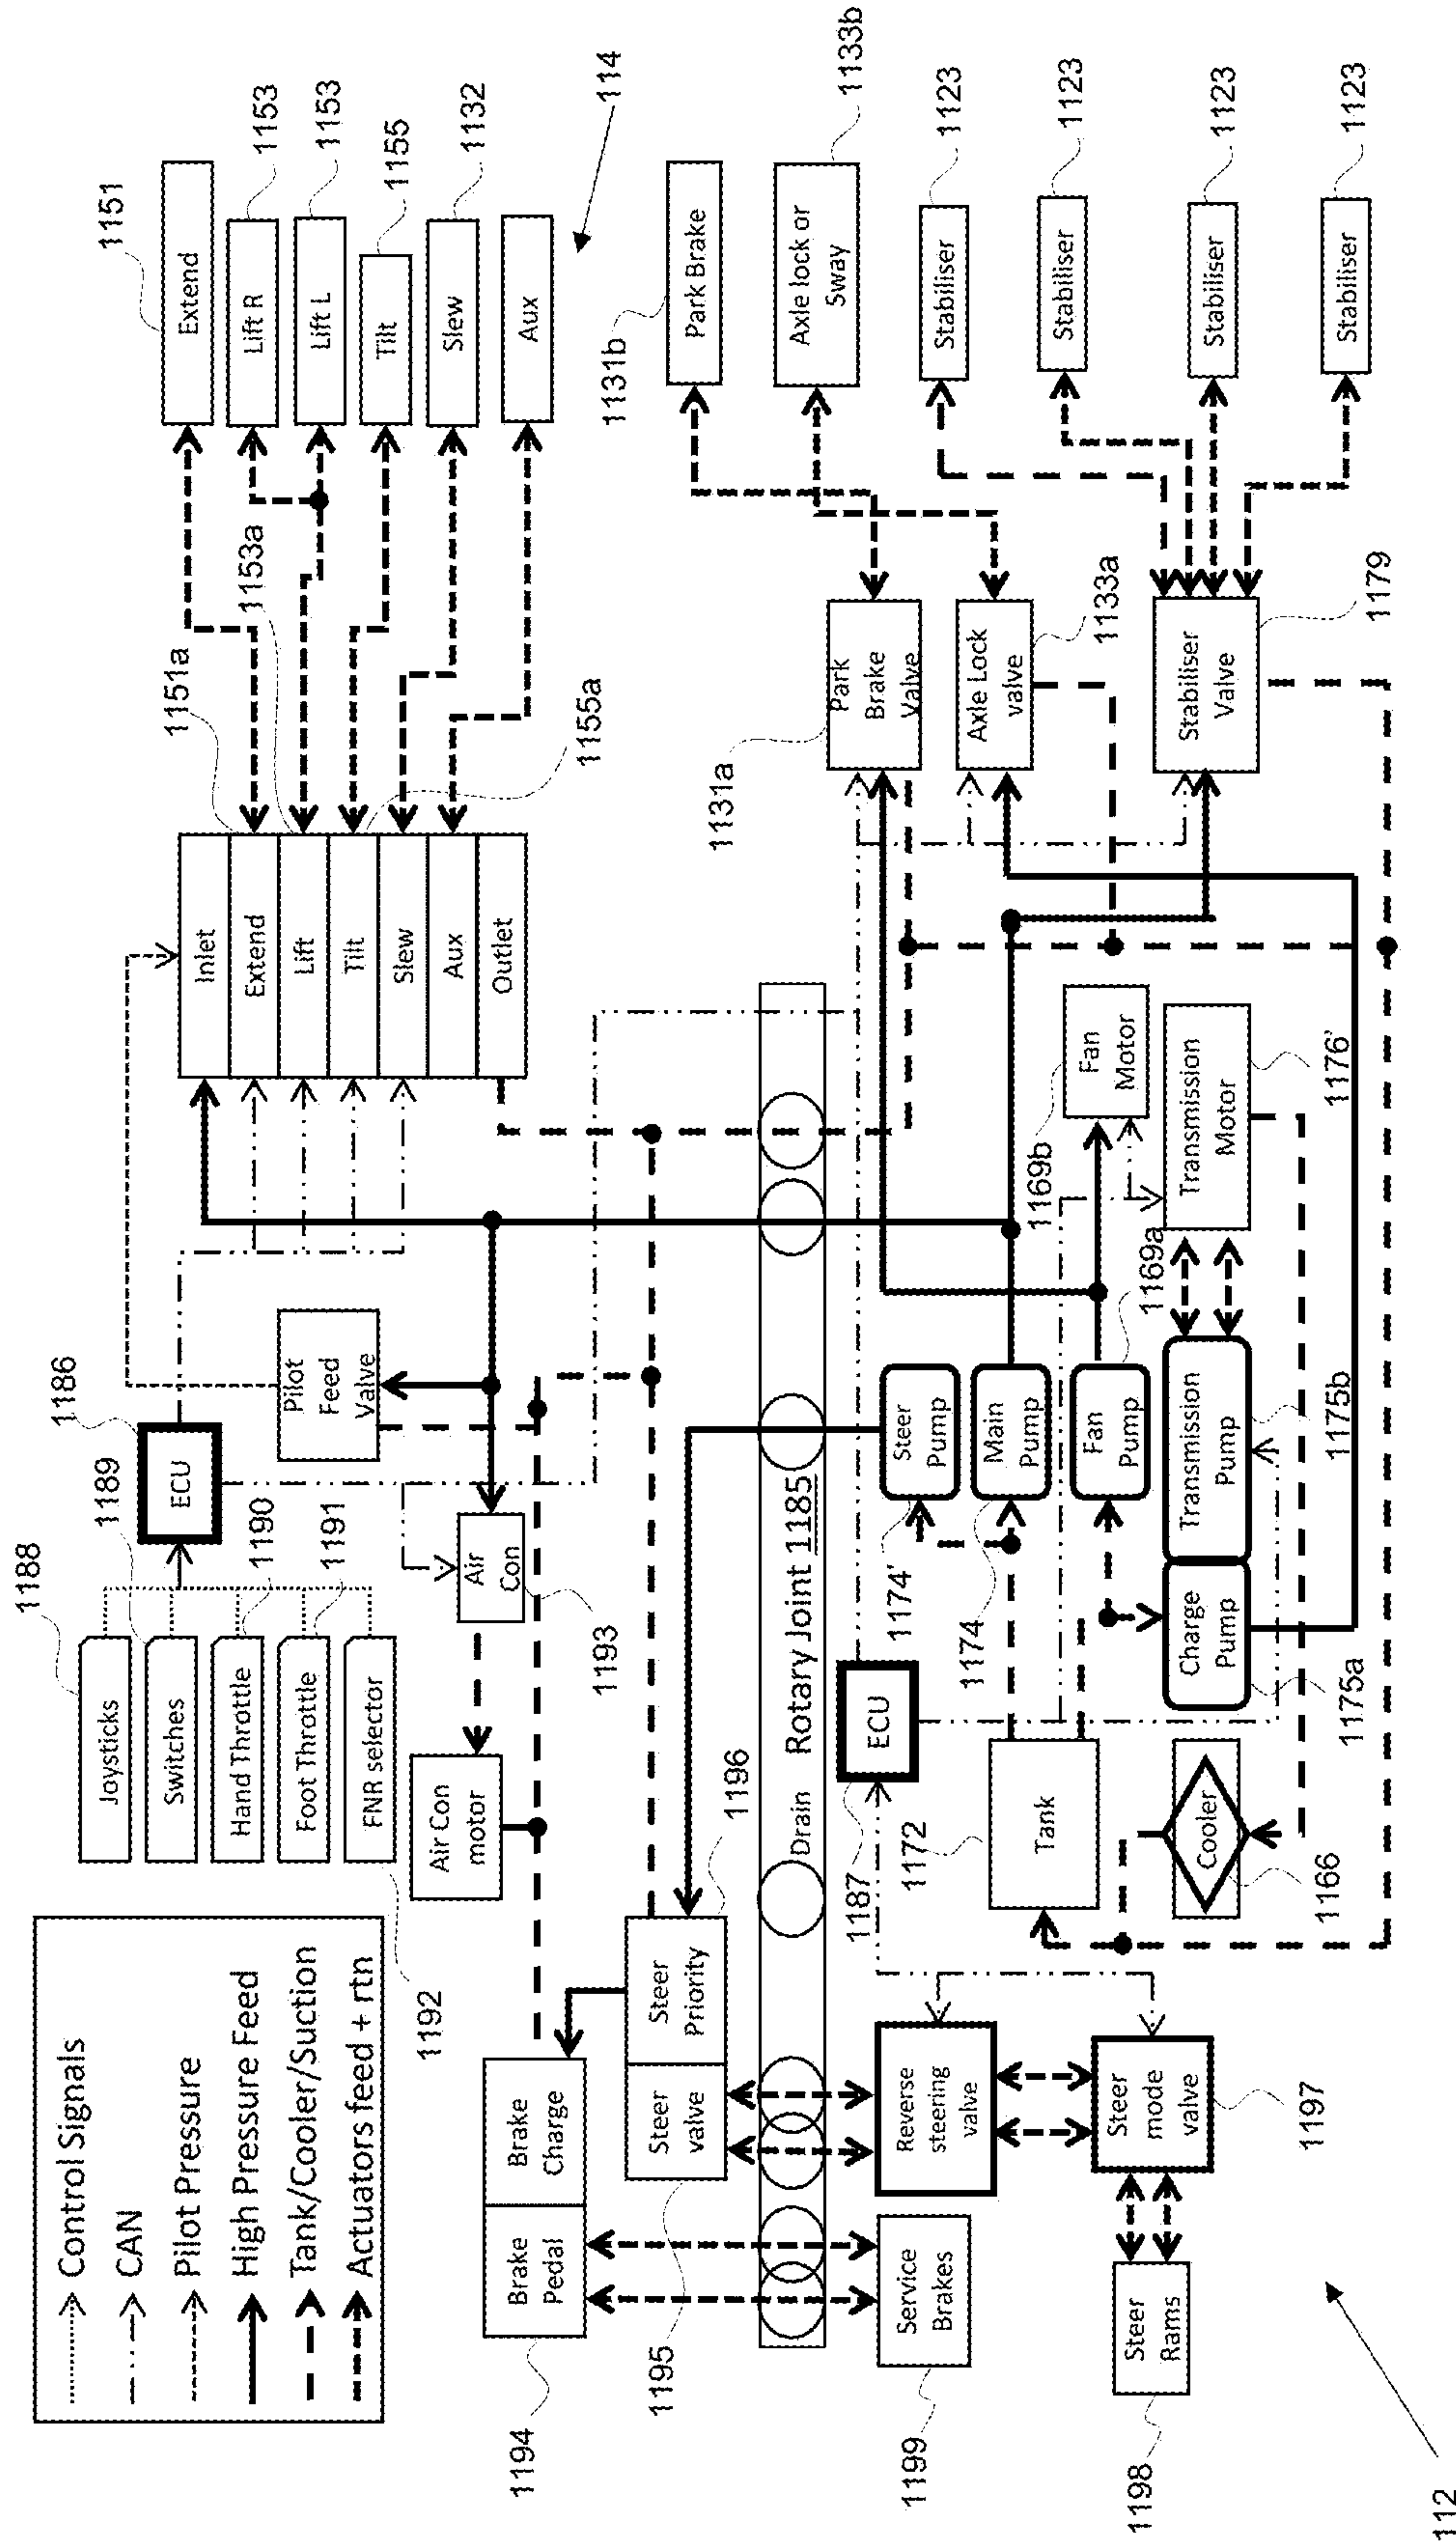 Control Signals
CAN
Pilot Pressure
High Pressure Feed
Tank/Cooler/Suction
Actuators feed + rtn
1188
Joysticks
Switches
Hand Throttle
Foot Throttle
FNR selector
1192
1189
1190
1191
1186
ECU
Pilot
Feed
Valve
Air
Con
1193
Air Con
motor
Inlet
Extend
Lift
Tilt
Slew
Aux
Outlet
1151a
1153a
1155a
1151
Extend
Lift R
1153
Lift L
1153
Tilt
1155
Slew
1132
Aux
114
Brake
Pedal
Brake
Charge
1194
Steer
valve
Steer
Priority
1195
1196
Drain
Rotary Joint 1185
Service
Brakes
1199
Reverse
steering
valve
Steer
mode
valve
1197
Steer
Rams
1198
112
ECU
1187
Tank
1172
Cooler
1166
Steer
Pump
1174'
Main
Pump
1174
Fan
Pump
1169a
Fan
Motor
1169b
Charge
Pump
1175a
Transmission
Pump
1175b
Transmission
Motor
1176'
Park
Brake
Valve
1131a
Axle Lock
valve
1133a
Stabiliser
Valve
1179
Park Brake
1131b
Axle lock or
Sway
1133b
Stabiliser
1123
Stabiliser
1123
Stabiliser
1123
Stabiliser
1123